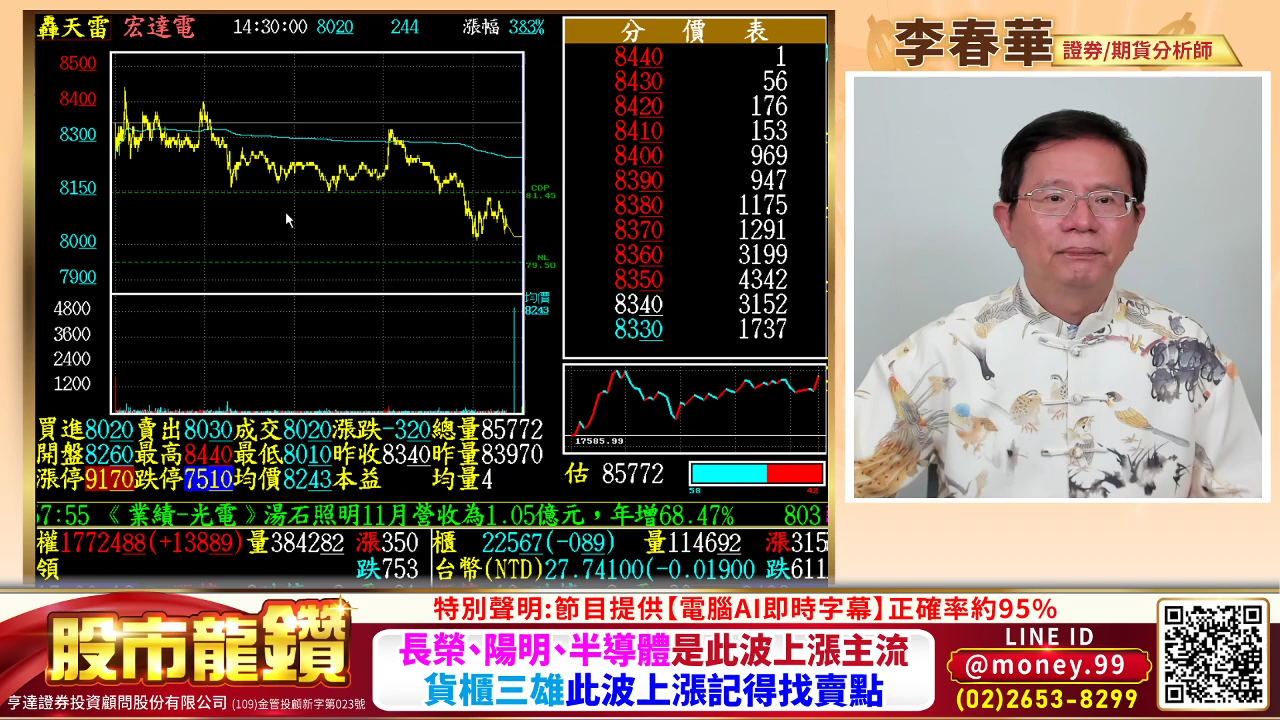 轟天雷 宏達電 14:30:00 8020 244 漲幅 383%
8500
8400
8300
8150
8000
7900
4800
3600
2400
1200
CDP
81.45
NL
79.50
均價
8243
分價表
8440 1
8430 56
8420 176
8410 153
8400 969
8390 947
8380 1175
8370 1291
8360 3199
8350 4342
8340 3152
8330 1737
17585.99
估 85772
58 42
買進8020賣出8030成交8020漲跌-320總量85772
開盤8260最高8440最低8010昨收8340昨量83970
漲停9170跌停7510均價8243本益 均量4
7:55 《業績-光電》湯石照明11月營收為1.05億元，年增68.47% 803
權1772488(+13889)量384282 漲350 櫃 22567(-089) 量114692 漲315
領 跌753 台幣(NTD)27.74100(-0.01900 跌611
李春華 證券/期貨分析師
特別聲明:節目提供【電腦AI即時字幕】正確率約95%
股市龍鑽
亨達證券投資顧問股份有限公司 (109)金管投顧新字第023號
長榮、陽明、半導體是此波上漲主流
貨櫃三雄此波上漲記得找賣點
LINE ID
@money.99
(02)2653-8299